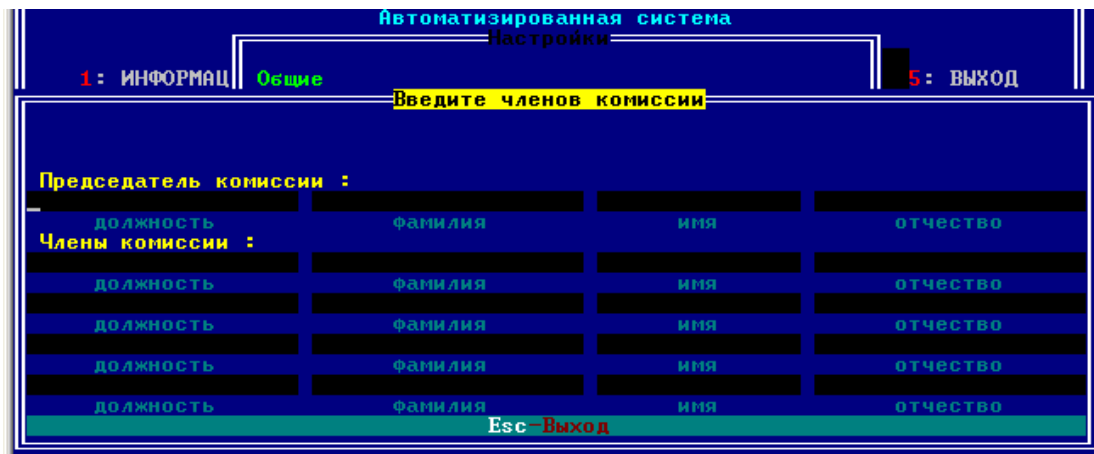 Автоматизированная система
Настройки
1: ИНФОРМАЦ Общие 5: ВЫХОД
Введите членов комиссии
Председатель комиссии :
должность фамилия имя отчество
Члены комиссии :
должность фамилия имя отчество
должность фамилия имя отчество
должность фамилия имя отчество
должность фамилия имя отчество
Esc-Выход